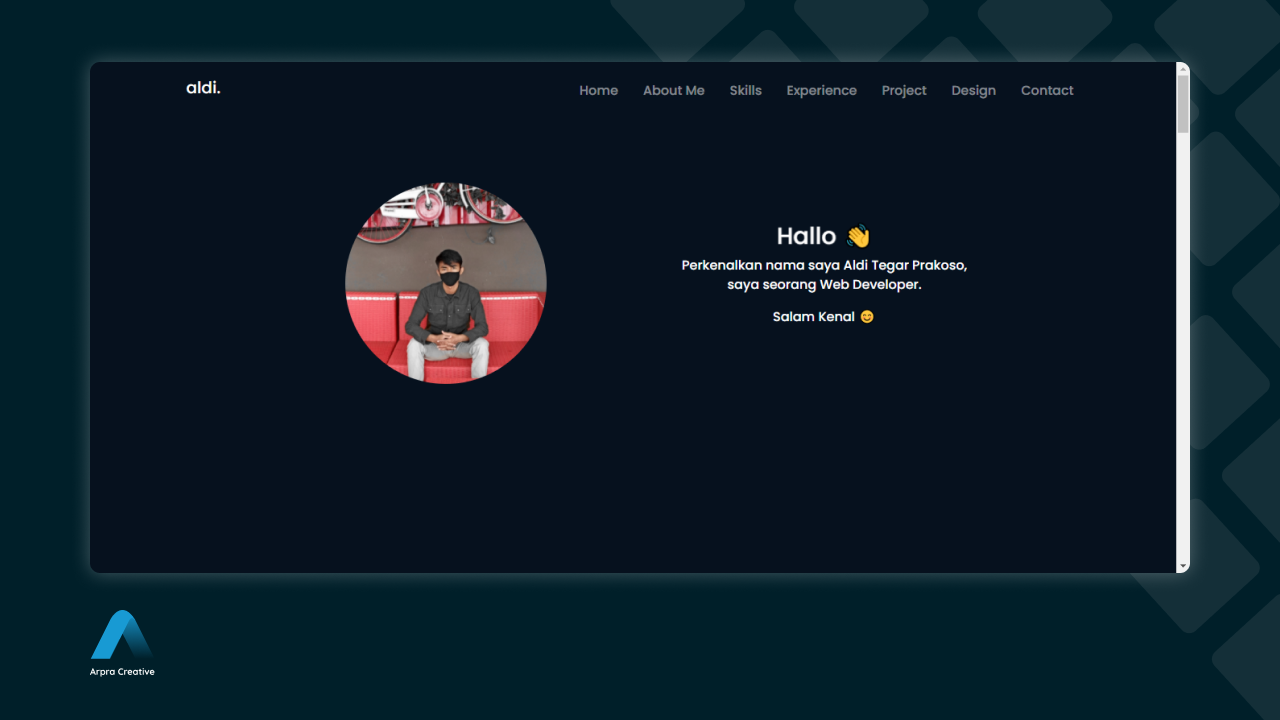 aldi.
Home About Me Skills Experience Project Design Contact
Hallo 👋
Perkenalkan nama saya Aldi Tegar Prakoso,
saya seorang Web Developer.
Salam Kenal 😊
Arpra Creative